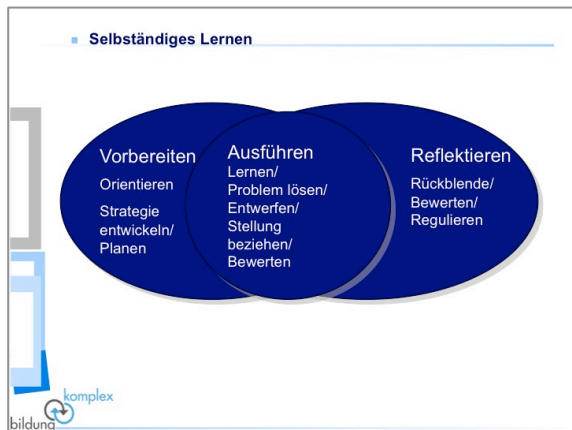 Selbständiges Lernen
Vorbereiten
Orientieren
Strategie
entwickeln/
Planen
Ausführen
Lernen/
Problem lösen/
Entwerfen/
Stellung
beziehen/
Bewerten
Reflektieren
Rückblende/
Bewerten/
Regulieren
komplex
bildung